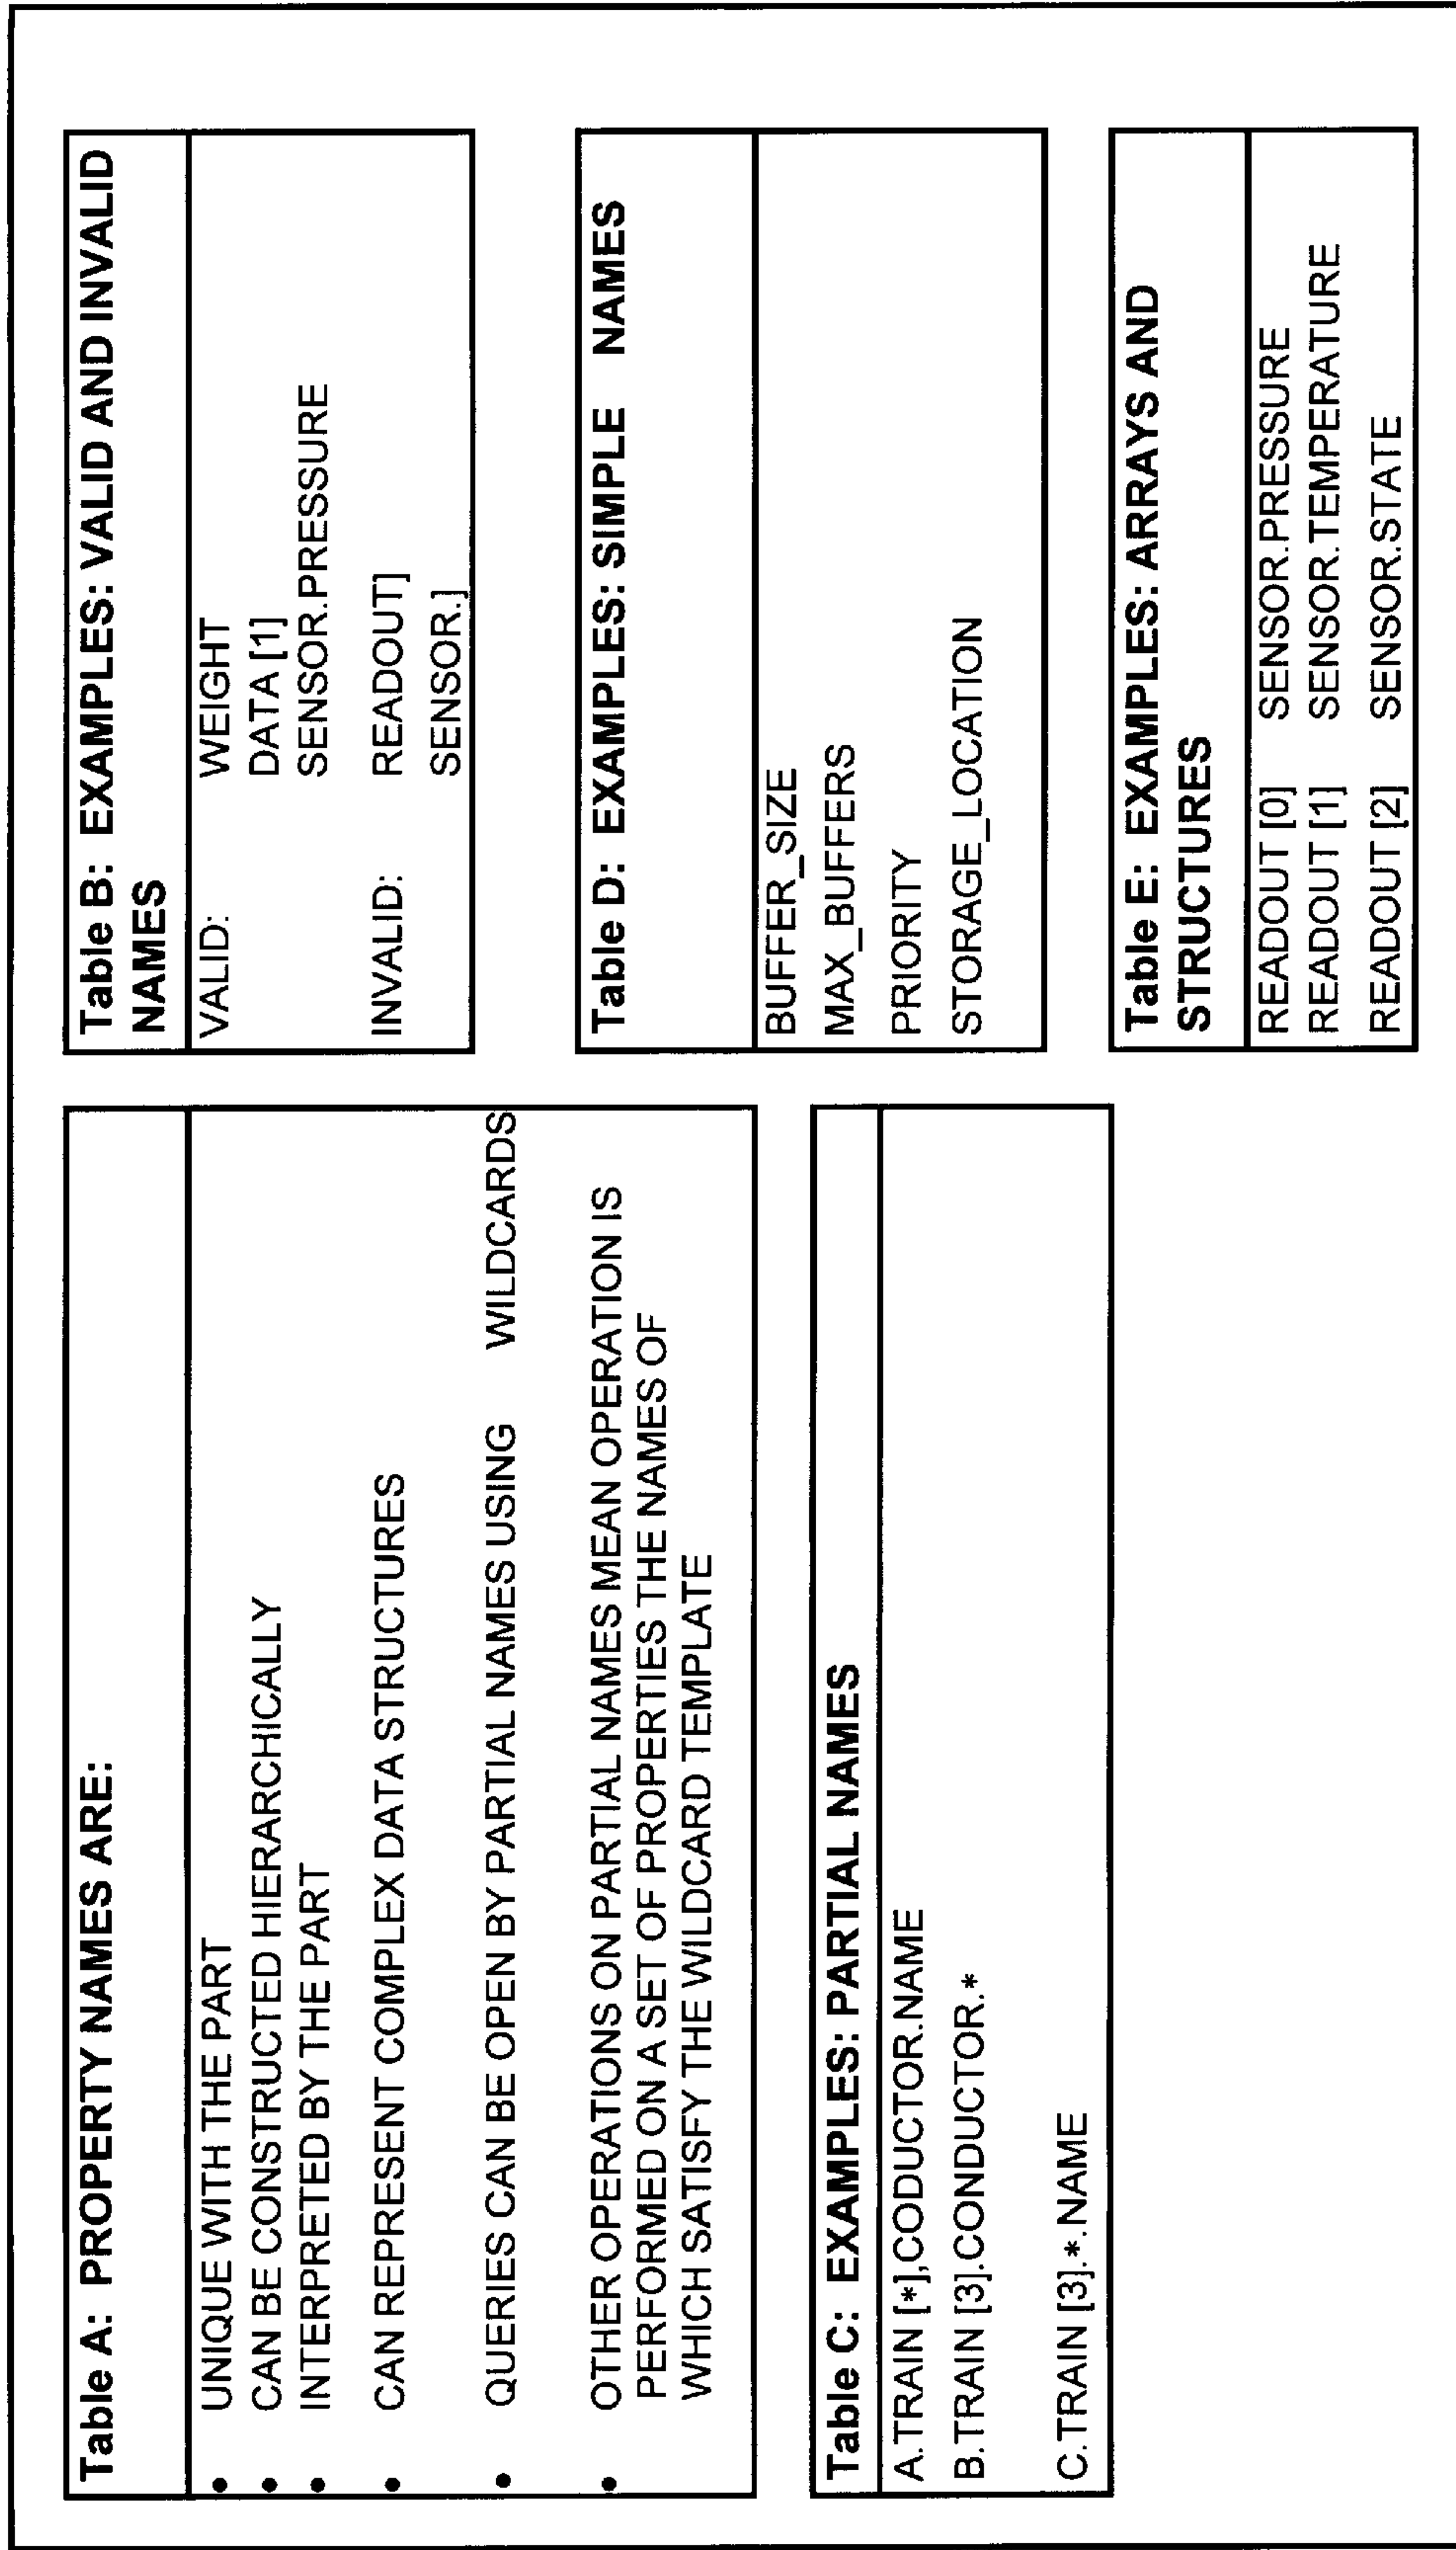 Table A: PROPERTY NAMES ARE:
• UNIQUE WITH THE PART
• CAN BE CONSTRUCTED HIERARCHICALLY
• INTERPRETED BY THE PART
• CAN REPRESENT COMPLEX DATA STRUCTURES
• QUERIES CAN BE OPEN BY PARTIAL NAMES USING WILDCARDS
• OTHER OPERATIONS ON PARTIAL NAMES MEAN OPERATION IS
PERFORMED ON A SET OF PROPERTIES THE NAMES OF
WHICH SATISFY THE WILDCARD TEMPLATE
Table B: EXAMPLES: VALID AND INVALID
NAMES
VALID: WEIGHT
DATA [1]
SENSOR.PRESSURE
INVALID: READOUT]
SENSOR.]
Table C: EXAMPLES: PARTIAL NAMES
A.TRAIN [*],CODUCTOR.NAME
B.TRAIN [3].CONDUCTOR.*
C.TRAIN [3].*.NAME
Table D: EXAMPLES: SIMPLE NAMES
BUFFER_SIZE
MAX_BUFFERS
PRIORITY
STORAGE_LOCATION
Table E: EXAMPLES: ARRAYS AND
STRUCTURES
READOUT [0] SENSOR.PRESSURE
READOUT [1] SENSOR.TEMPERATURE
READOUT [2] SENSOR.STATE